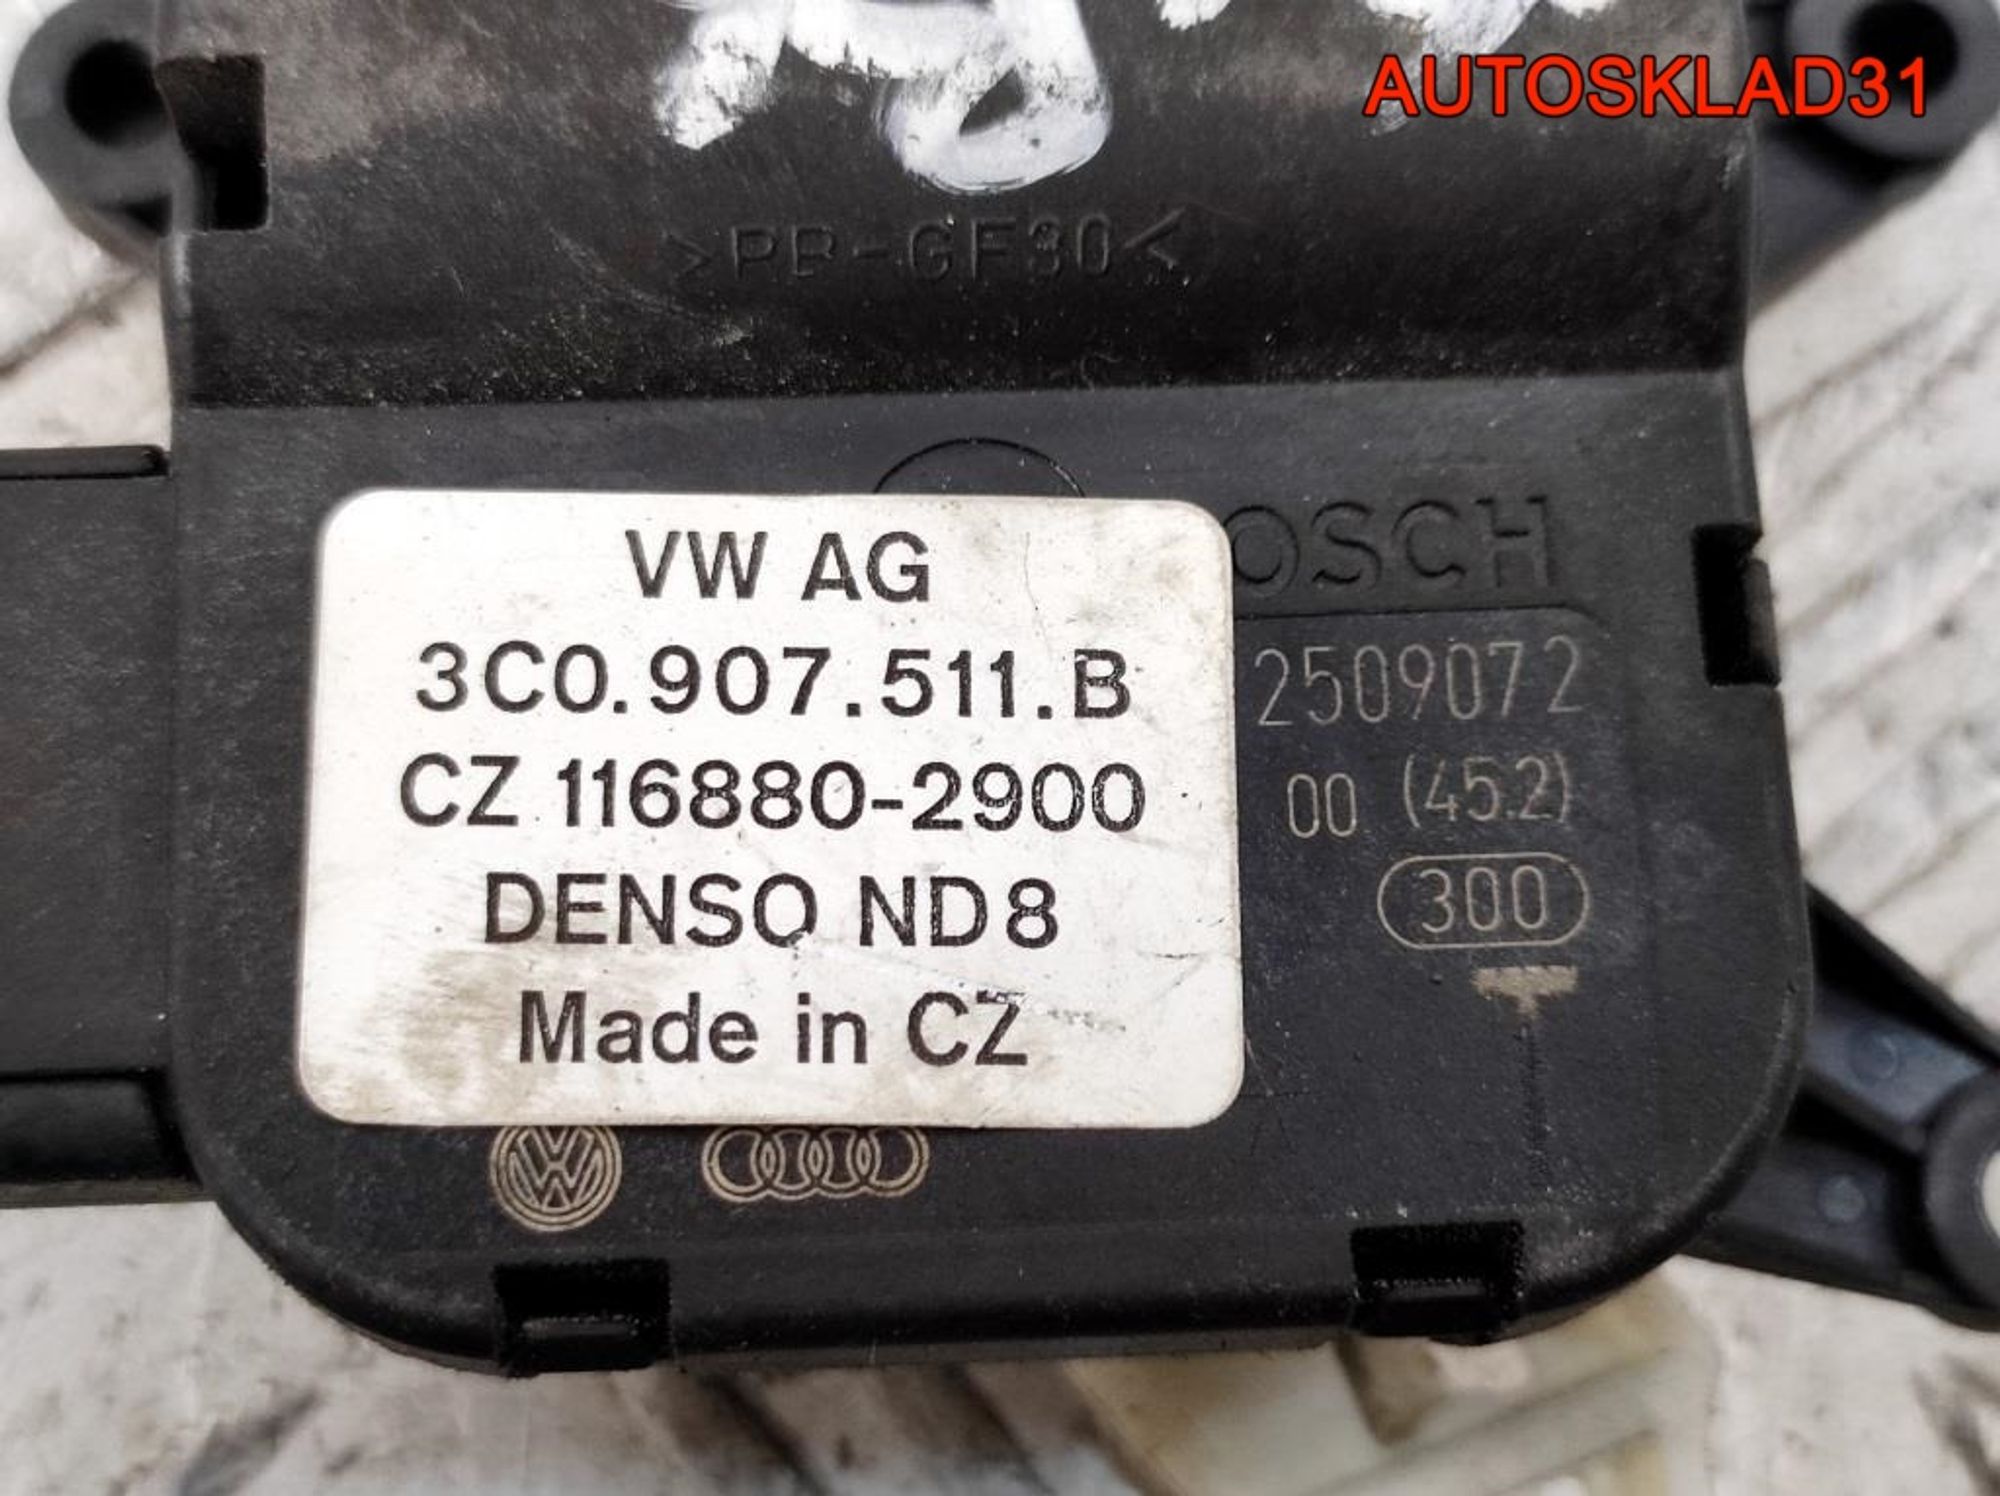 AUTOSKLAD31
>PP-GF30<
OSCH
VW AG
3C0.907.511.B
CZ 116880-2900
DENSO ND8
Made in CZ
2509072
00 (45.2)
300